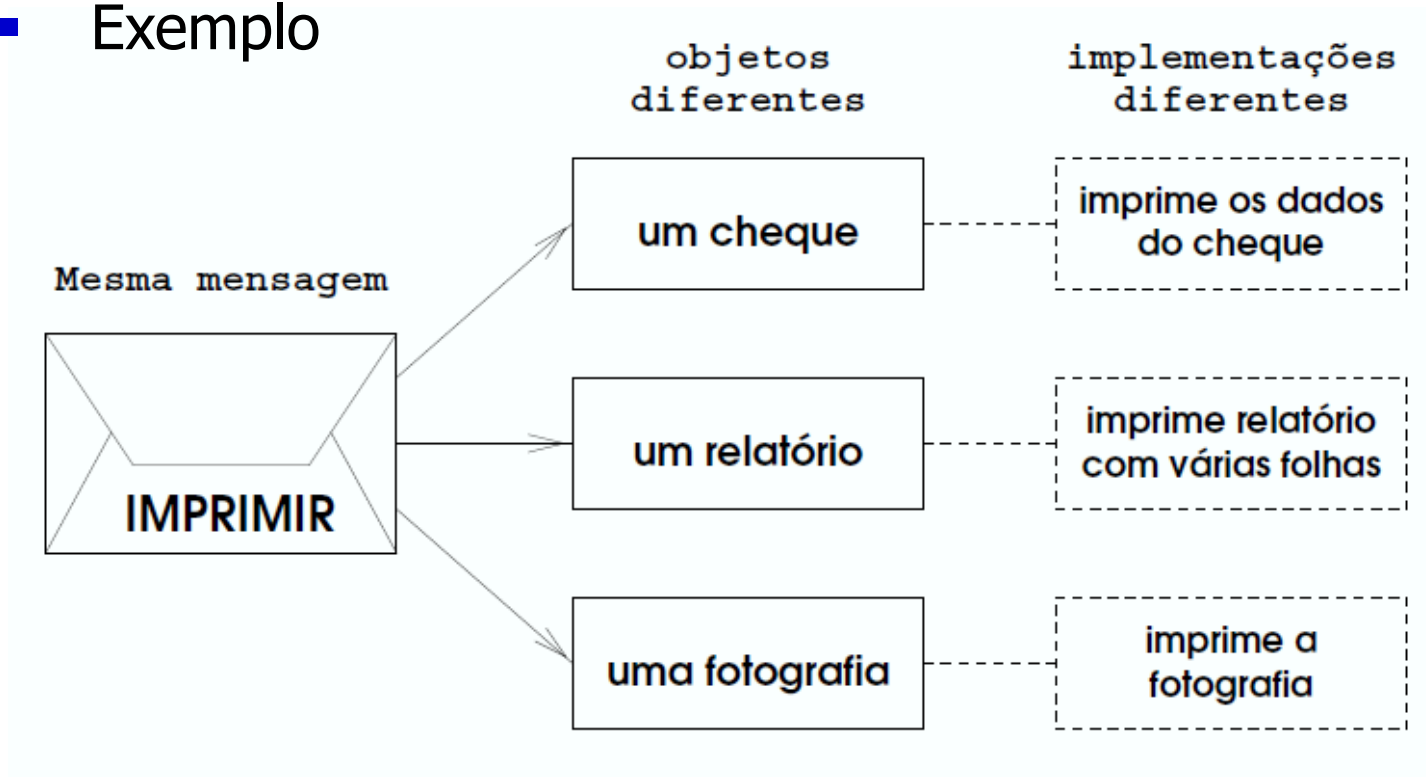 Exemplo
objetos
diferentes
implementações
diferentes
Mesma mensagem
IMPRIMIR
um cheque
imprime os dados
do cheque
um relatório
imprime relatório
com várias folhas
uma fotografia
imprime a
fotografia